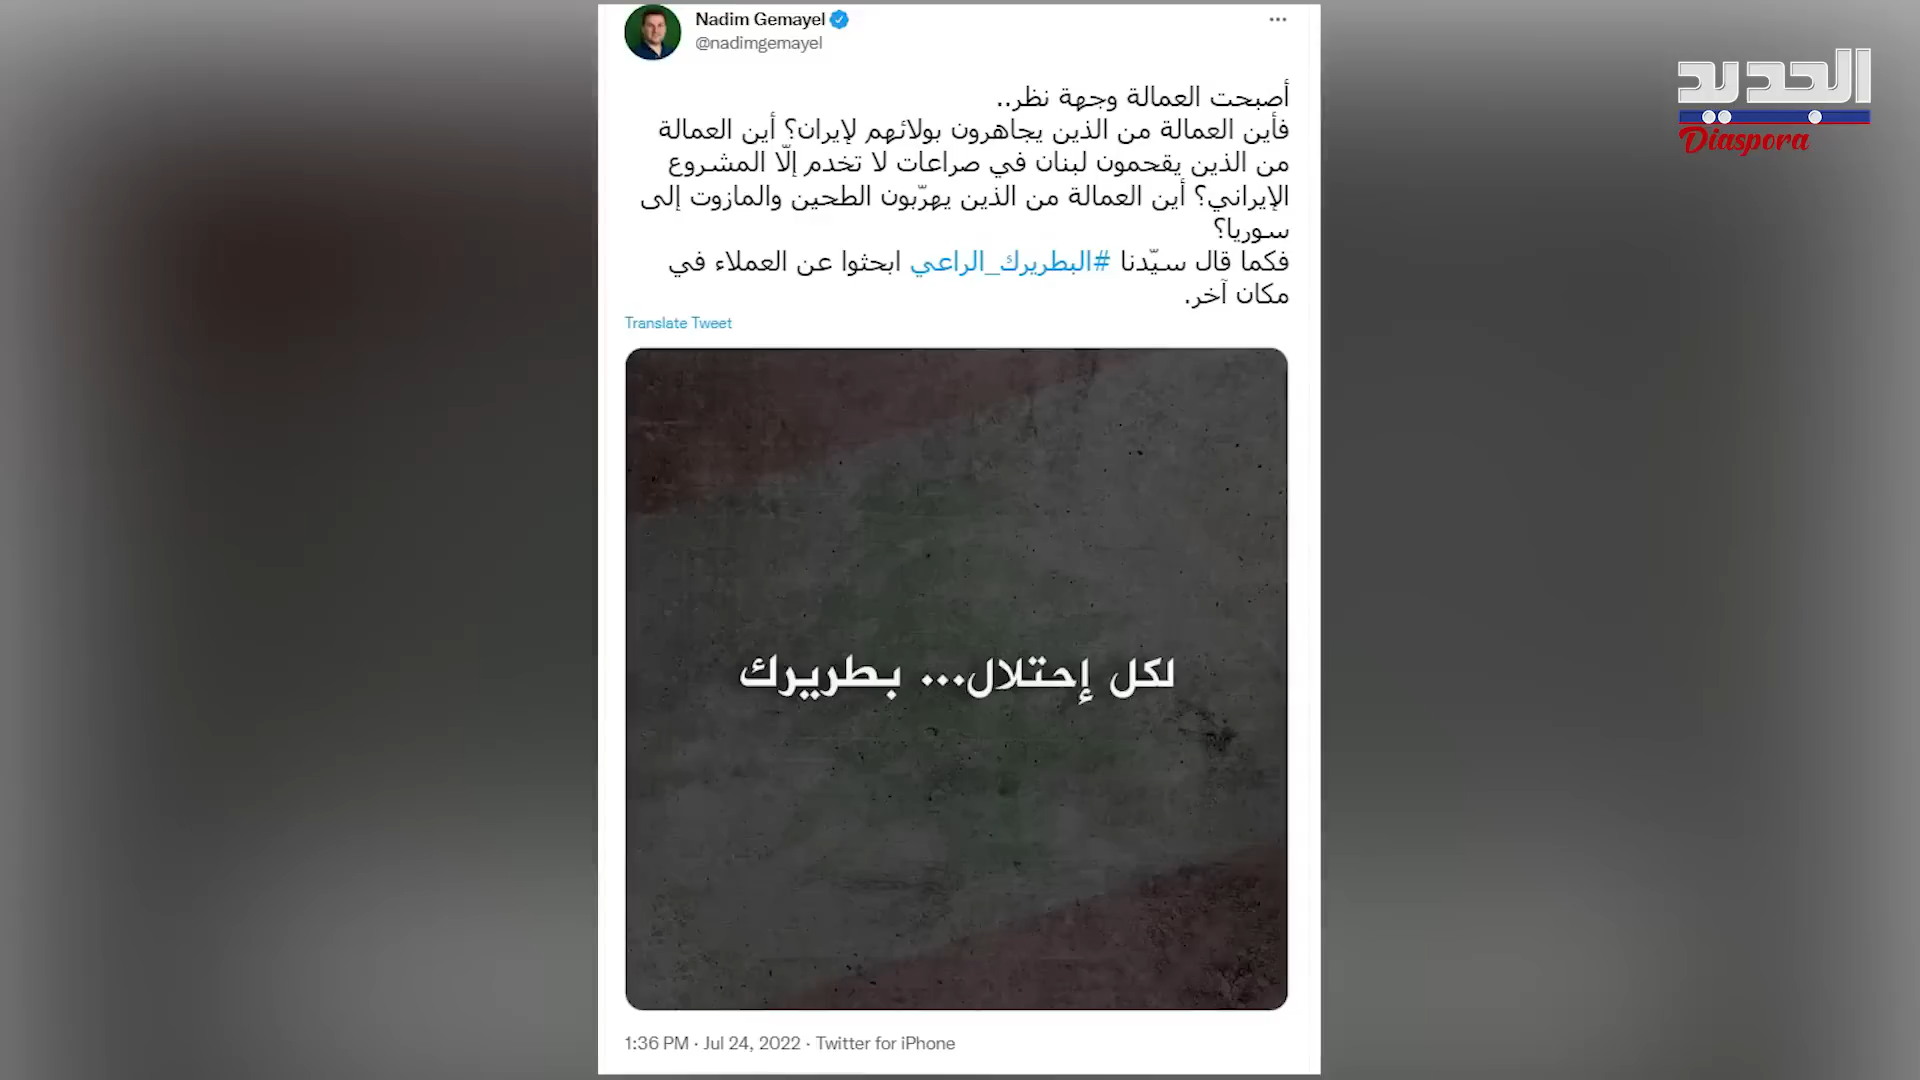 Nadim Gemayel
@nadimgemayel
الجديد
Diaspora
أصبحت العمالة وجهة نظر..
فأين العمالة من الذين يجاهرون بولائهم لإيران؟ أين العمالة
من الذين يقحمون لبنان في صراعات لا تخدم إلّا المشروع
الإيراني؟ أين العمالة من الذين يهرّبون الطحين والمازوت إلى
سوريا؟
فكما قال سيّدنا #البطريرك_الراعي ابحثوا عن العملاء في
مكان آخر.
Translate Tweet
لكل إحتلال... بطريرك
1:36 PM · Jul 24, 2022 · Twitter for iPhone